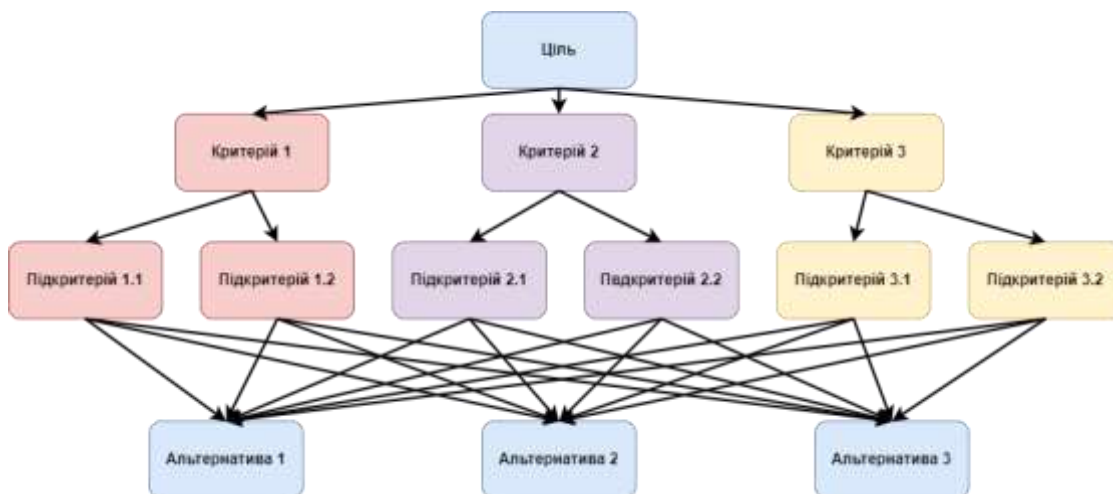 Ціль
Критерій 1
Критерій 2
Критерій 3
Підкритерій 1.1
Підкритерій 1.2
Підкритерій 2.1
Півдкритерій 2.2
Підкритерій 3.1
Підкритерій 3.2
Альтернатива 1
Альтернатива 2
Альтернатива 3